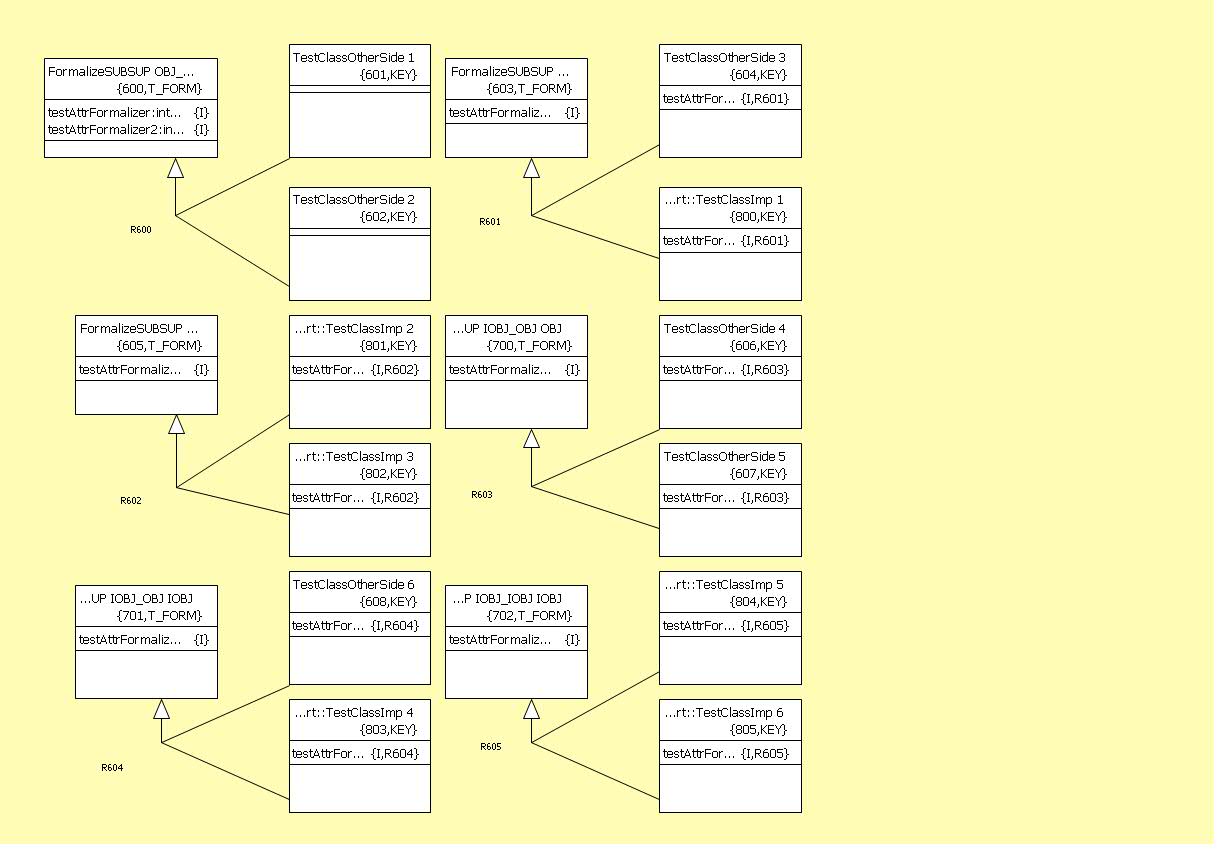 FormalizeSUBSUP OBJ_...
{600,T_FORM}
testAttrFormalizer:int... {I}
testAttrFormalizer2:in... {I}
TestClassOtherSide 1
{601,KEY}
TestClassOtherSide 2
{602,KEY}
R600
FormalizeSUBSUP ...
{603,T_FORM}
testAttrFormaliz... {I}
TestClassOtherSide 3
{604,KEY}
testAttrFor... {I,R601}
...rt::TestClassImp 1
{800,KEY}
testAttrFor... {I,R601}
R601
FormalizeSUBSUP ...
{605,T_FORM}
testAttrFormaliz... {I}
...rt::TestClassImp 2
{801,KEY}
testAttrFor... {I,R602}
...rt::TestClassImp 3
{802,KEY}
testAttrFor... {I,R602}
R602
...UP IOBJ_OBJ OBJ
{700,T_FORM}
testAttrFormaliz... {I}
TestClassOtherSide 4
{606,KEY}
testAttrFor... {I,R603}
TestClassOtherSide 5
{607,KEY}
testAttrFor... {I,R603}
R603
...UP IOBJ_OBJ IOBJ
{701,T_FORM}
testAttrFormaliz... {I}
TestClassOtherSide 6
{608,KEY}
testAttrFor... {I,R604}
...rt::TestClassImp 4
{803,KEY}
testAttrFor... {I,R604}
R604
...P IOBJ_IOBJ IOBJ
{702,T_FORM}
testAttrFormaliz... {I}
...rt::TestClassImp 5
{804,KEY}
testAttrFor... {I,R605}
...rt::TestClassImp 6
{805,KEY}
testAttrFor... {I,R605}
R605